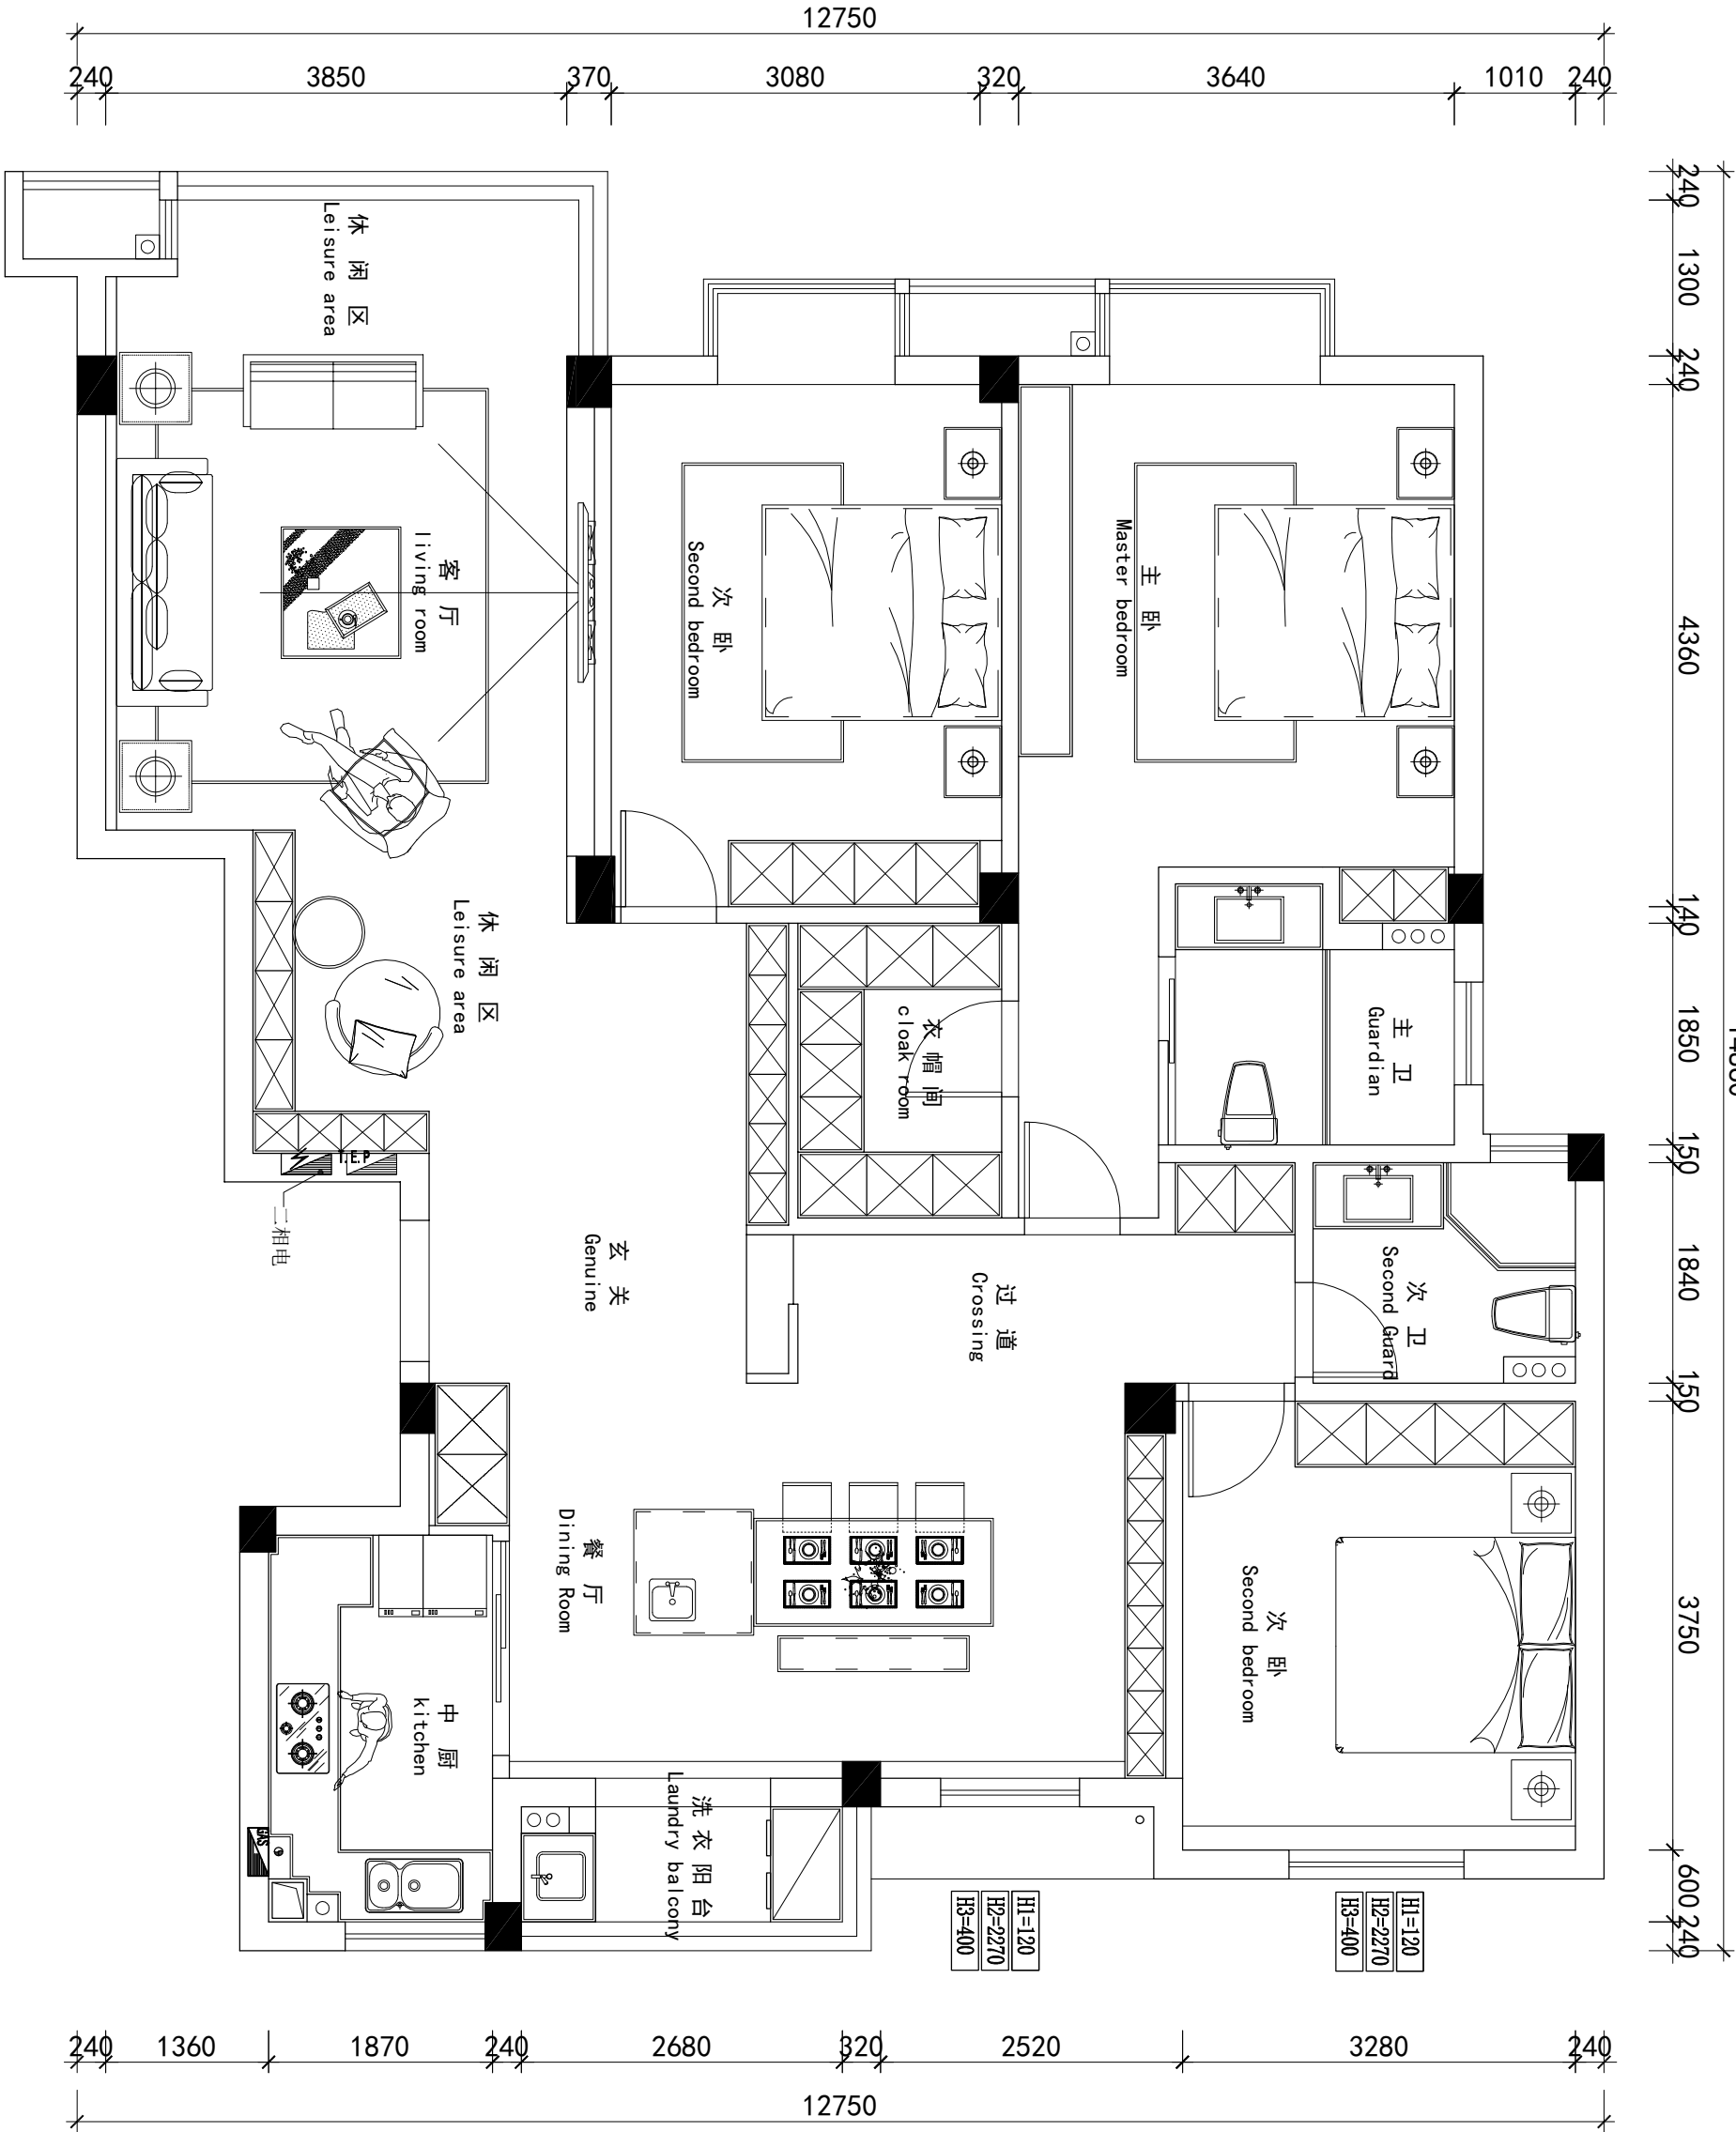 12750
240 3850 370 3080 320 3640 1010 240
240
1300
240
4360
140
1850
150
1840
150
3750
600
240
休闲区
Leisure area
客厅
living room
次卧
Second bedroom
主卧
Master bedroom
休闲区
Leisure area
衣帽间
cloak room
主卫
Guardian
T.E.P
二相电
玄关
Genuine
过道
Crossing
次卫
Second Guard
餐厅
Dining Room
次卧
Second bedroom
中厨
kitchen
洗衣阳台
Laundry balcony
GAS
H1=120
H2=2270
H3=400
H1=120
H2=2270
H3=400
240 1360 1870 240 2680 320 2520 3280 240
12750